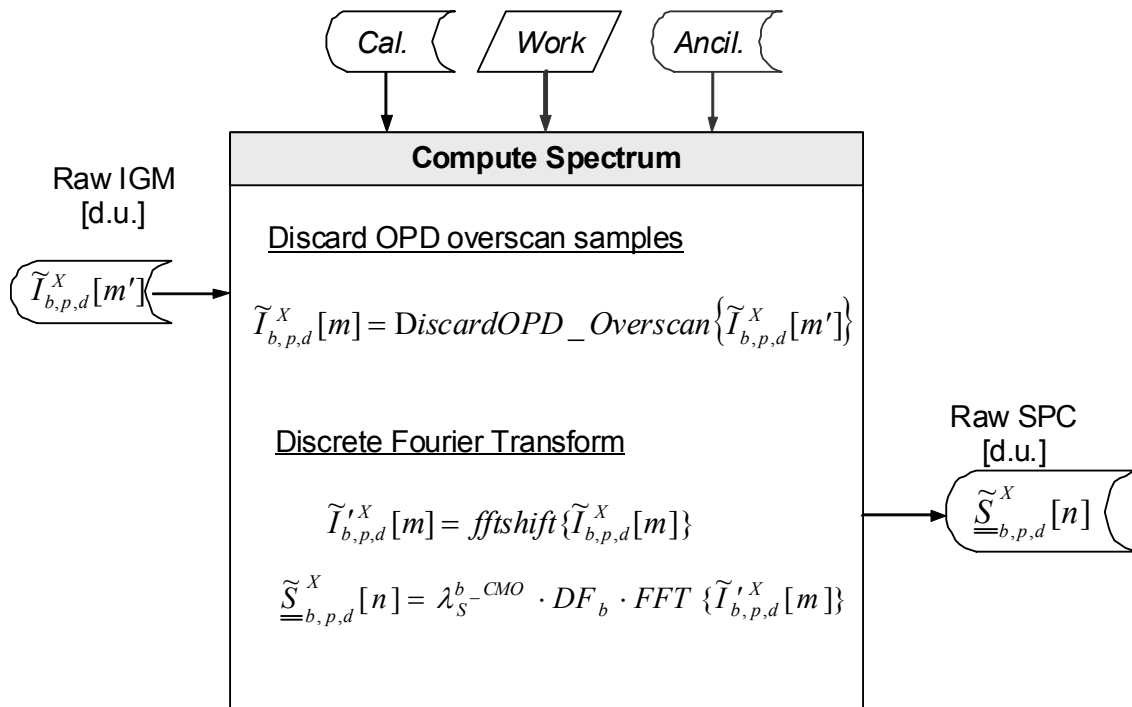 Cal. Work Ancil.
Compute Spectrum
Raw IGM
[d.u.]
Discard OPD overscan samples
Ĩ^X_{b,p,d}[m']
Ĩ^X_{b,p,d}[m] = DiscardOPD_Overscan{Ĩ^X_{b,p,d}[m']}
Discrete Fourier Transform
Raw SPC
[d.u.]
Ĩ'^X_{b,p,d}[m] = fftshift{Ĩ^X_{b,p,d}[m]}
S̳̃^X_{b,p,d}[n]
S̳̃^X_{b,p,d}[n] = λ^b_S^{-CMO} · DF_b · FFT {Ĩ'^X_{b,p,d}[m]}